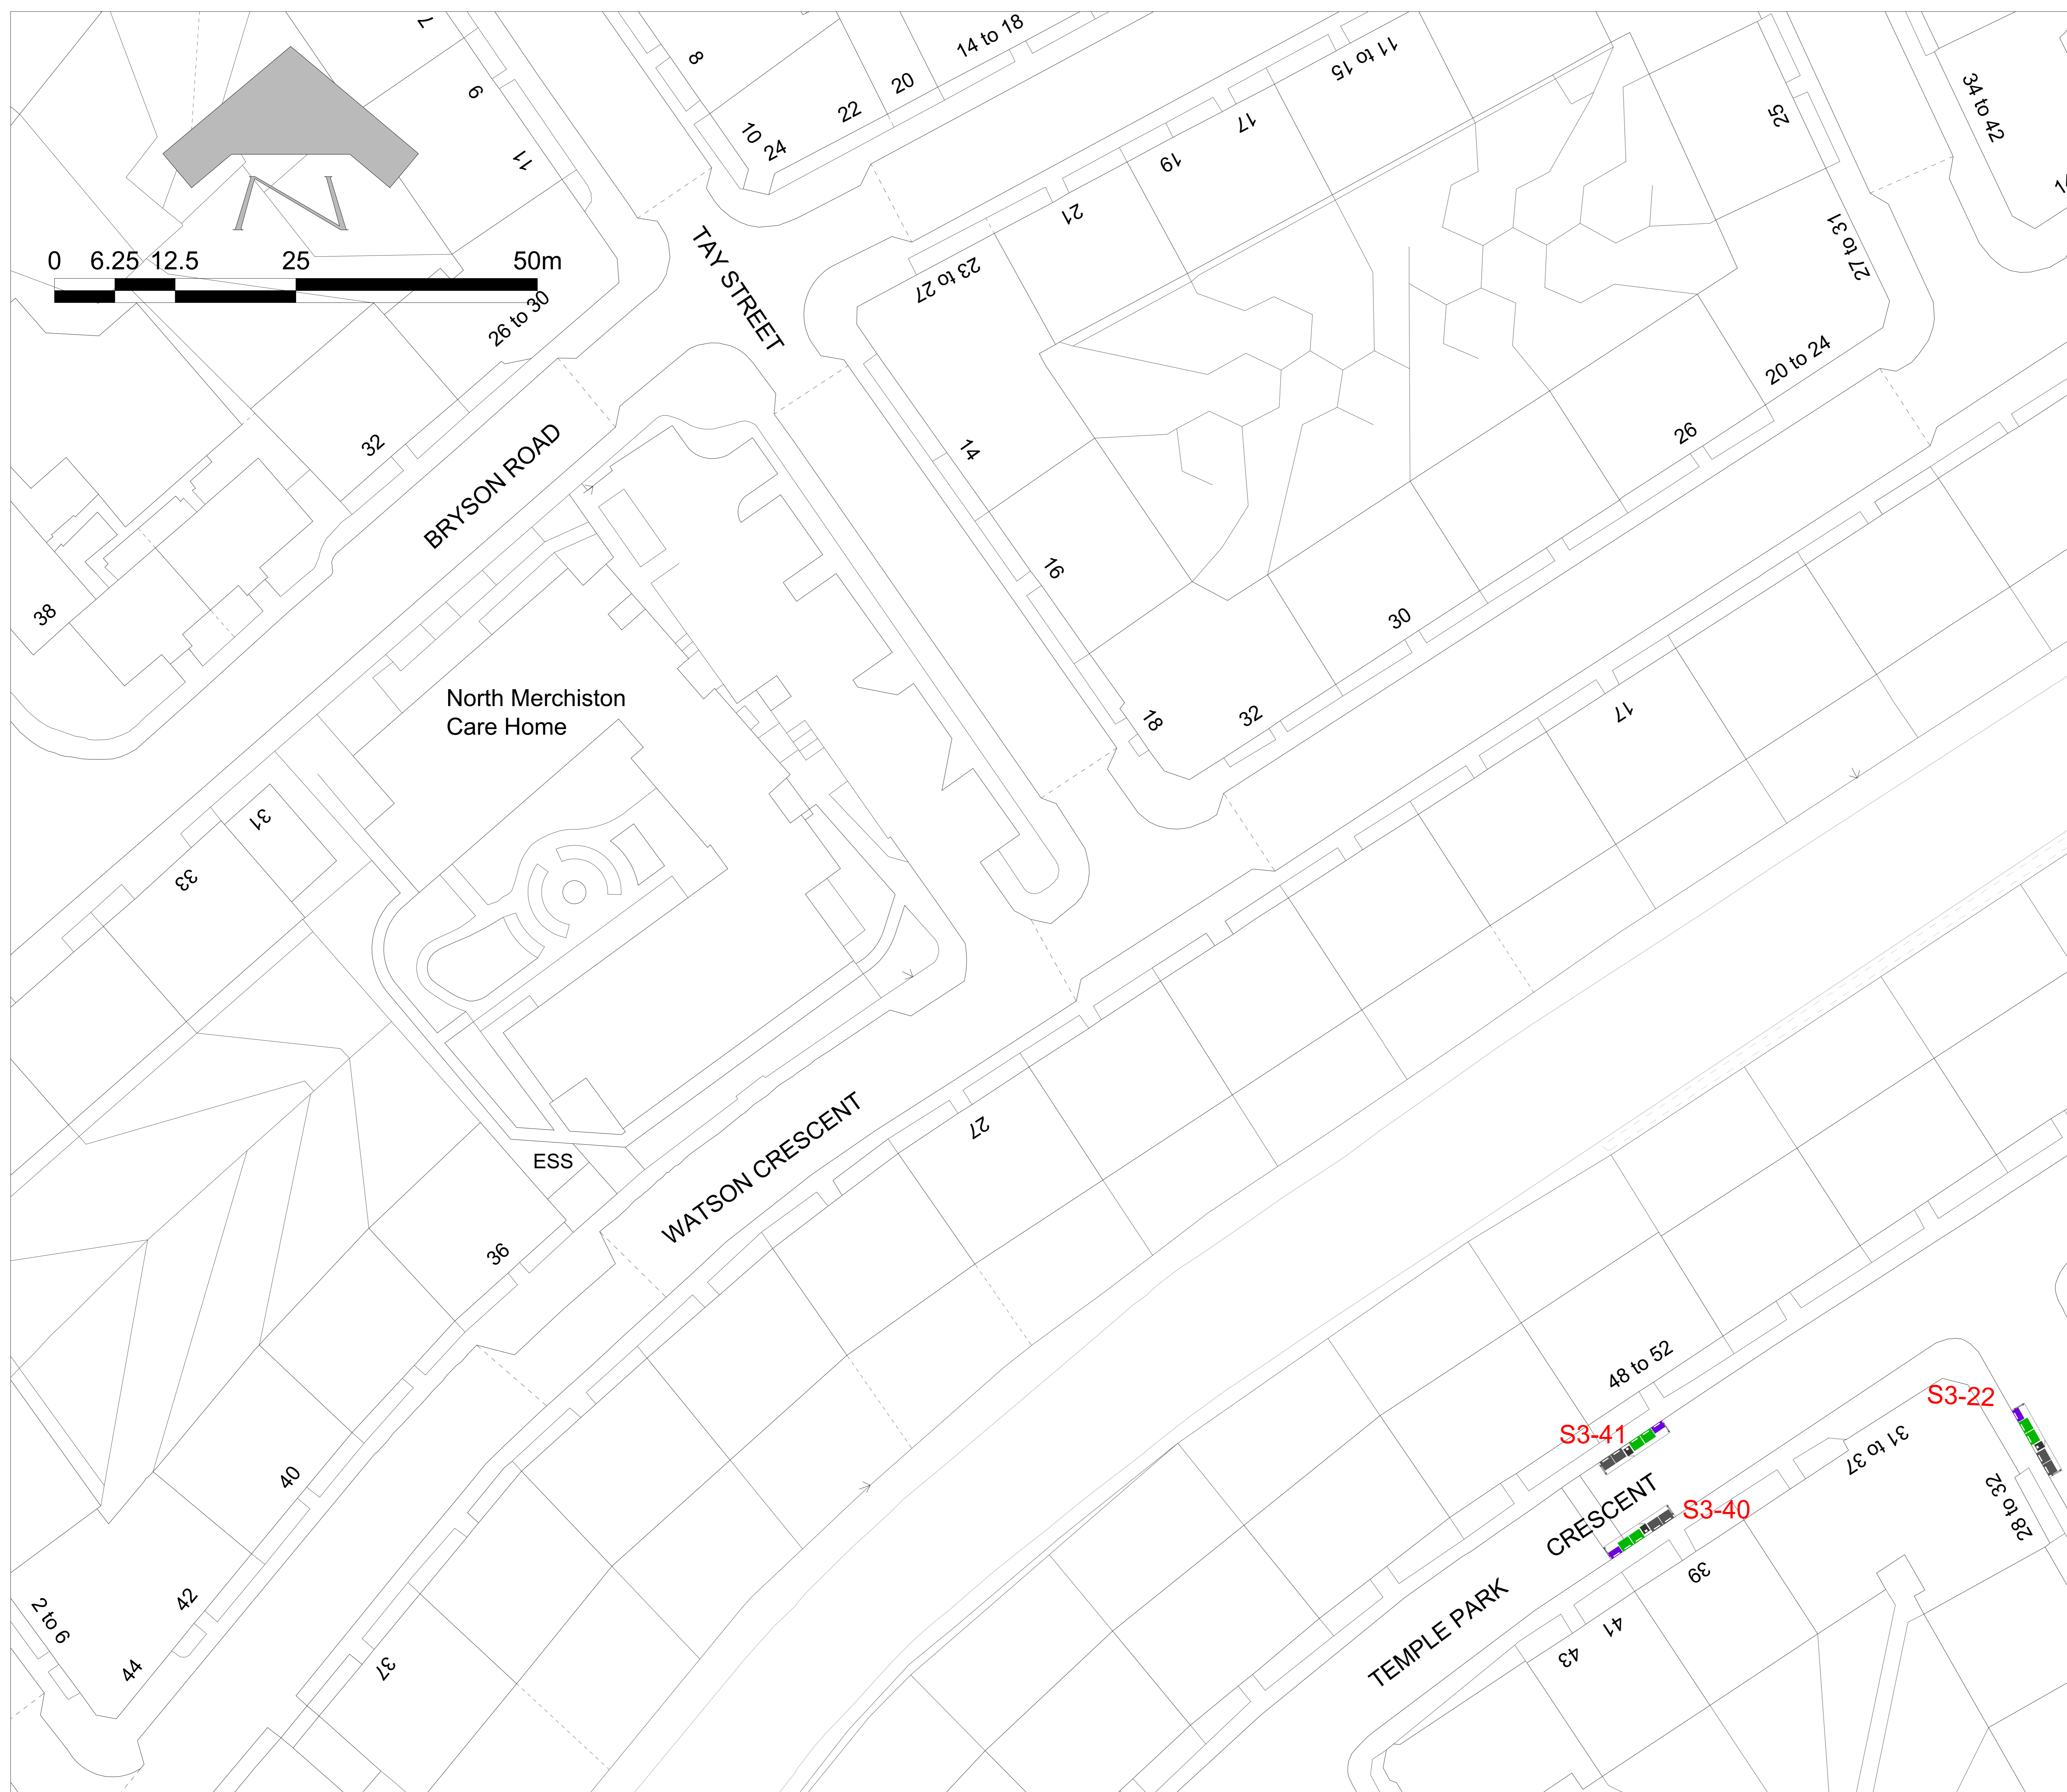 7
9
11
8
10
24
22
20
14 to 18
11 to 15
17
19
21
23 to 27
25
34 to 42
27 to 31
0 6.25 12.5 25 50m
26 to 30
TAY STREET
32
BRYSON ROAD
38
14
16
18
20 to 24
26
30
32
17
North Merchiston
Care Home
31
33
27
ESS
WATSON CRESCENT
36
40
42
44
2 to 6
37
48 to 52
S3-41
S3-22
S3-40
31 to 37
28 to 32
TEMPLE PARK CRESCENT
39
41
43